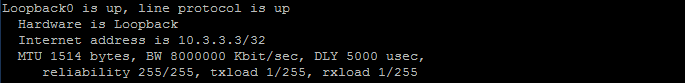 Loopback0 is up, line protocol is up
Hardware is Loopback
Internet address is 10.3.3.3/32
MTU 1514 bytes, BW 8000000 Kbit/sec, DLY 5000 usec,
reliability 255/255, txload 1/255, rxload 1/255